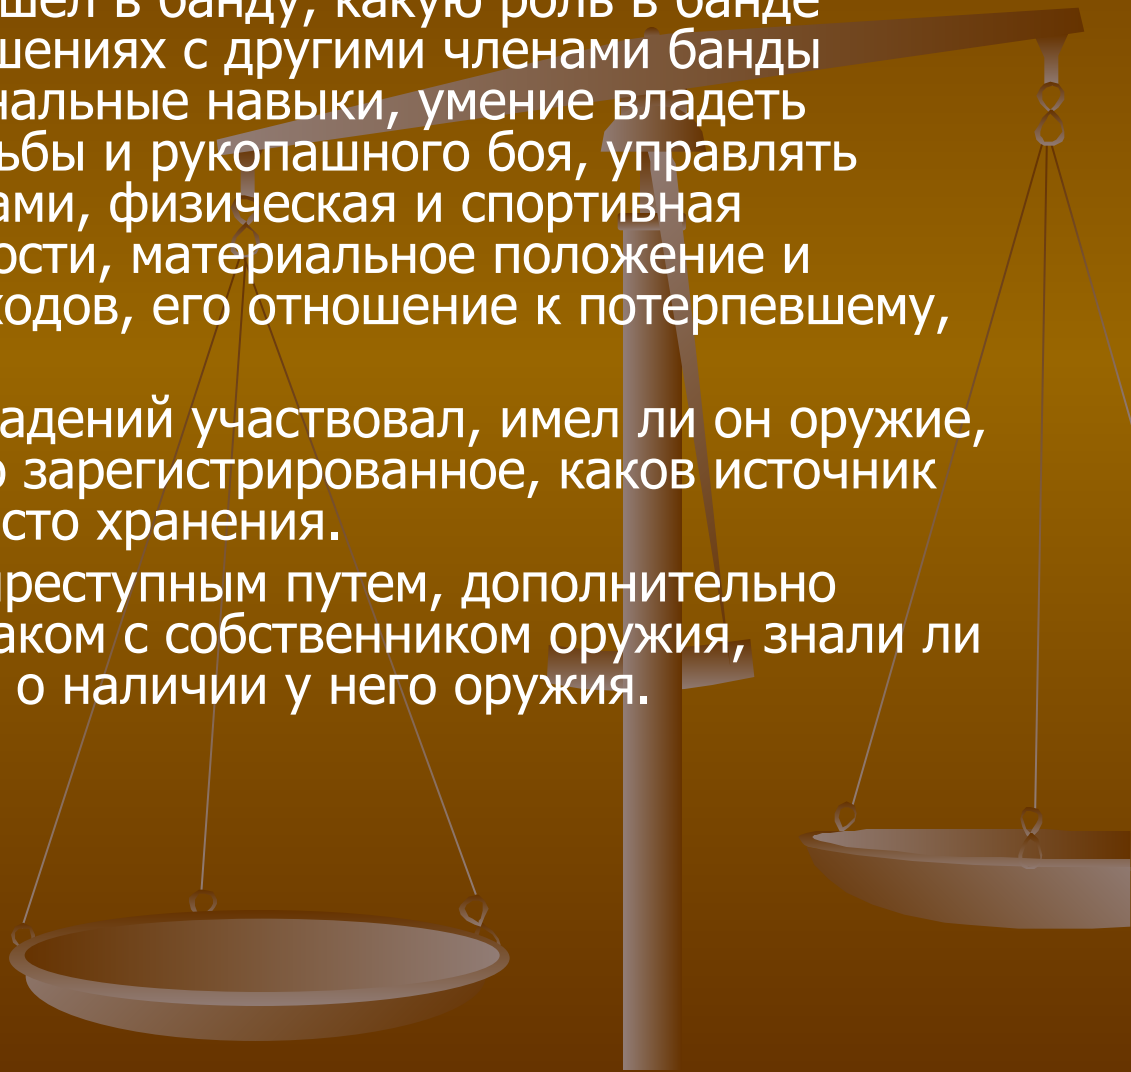 шел в банду, какую роль в банде
шениях с другими членами банды
нальные навыки, умение владеть
ьбы и рукопашного боя, управлять
ами, физическая и спортивная
ости, материальное положение и
ходов, его отношение к потерпевшему,
адений участвовал, имел ли он оружие,
о зарегистрированное, каков источник
сто хранения.
преступным путем, дополнительно
аком с собственником оружия, знали ли
о наличии у него оружия.